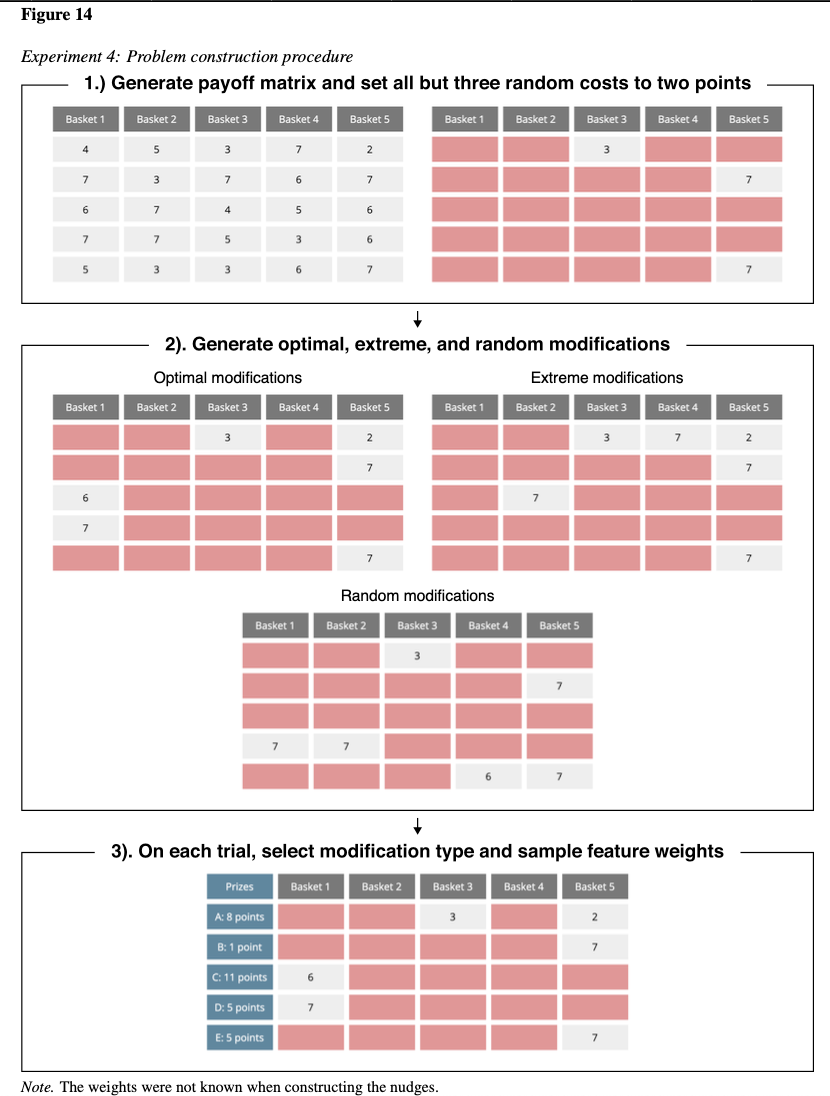 Figure 14
Experiment 4: Problem construction procedure
1.) Generate payoff matrix and set all but three random costs to two points
Basket 1 Basket 2 Basket 3 Basket 4 Basket 5
4 5 3 7 2
7 3 7 6 7
6 7 4 5 6
7 7 5 3 6
5 3 3 6 7
Basket 1 Basket 2 Basket 3 Basket 4 Basket 5
3
7
7
2). Generate optimal, extreme, and random modifications
Optimal modifications
Basket 1 Basket 2 Basket 3 Basket 4 Basket 5
3 2
7
6
7
7
Extreme modifications
Basket 1 Basket 2 Basket 3 Basket 4 Basket 5
3 7 2
7
7
7
Random modifications
Basket 1 Basket 2 Basket 3 Basket 4 Basket 5
3
7
7 7
6 7
3). On each trial, select modification type and sample feature weights
Prizes Basket 1 Basket 2 Basket 3 Basket 4 Basket 5
A: 8 points 3 2
B: 1 point 7
C: 11 points 6
D: 5 points 7
E: 5 points 7
Note. The weights were not known when constructing the nudges.